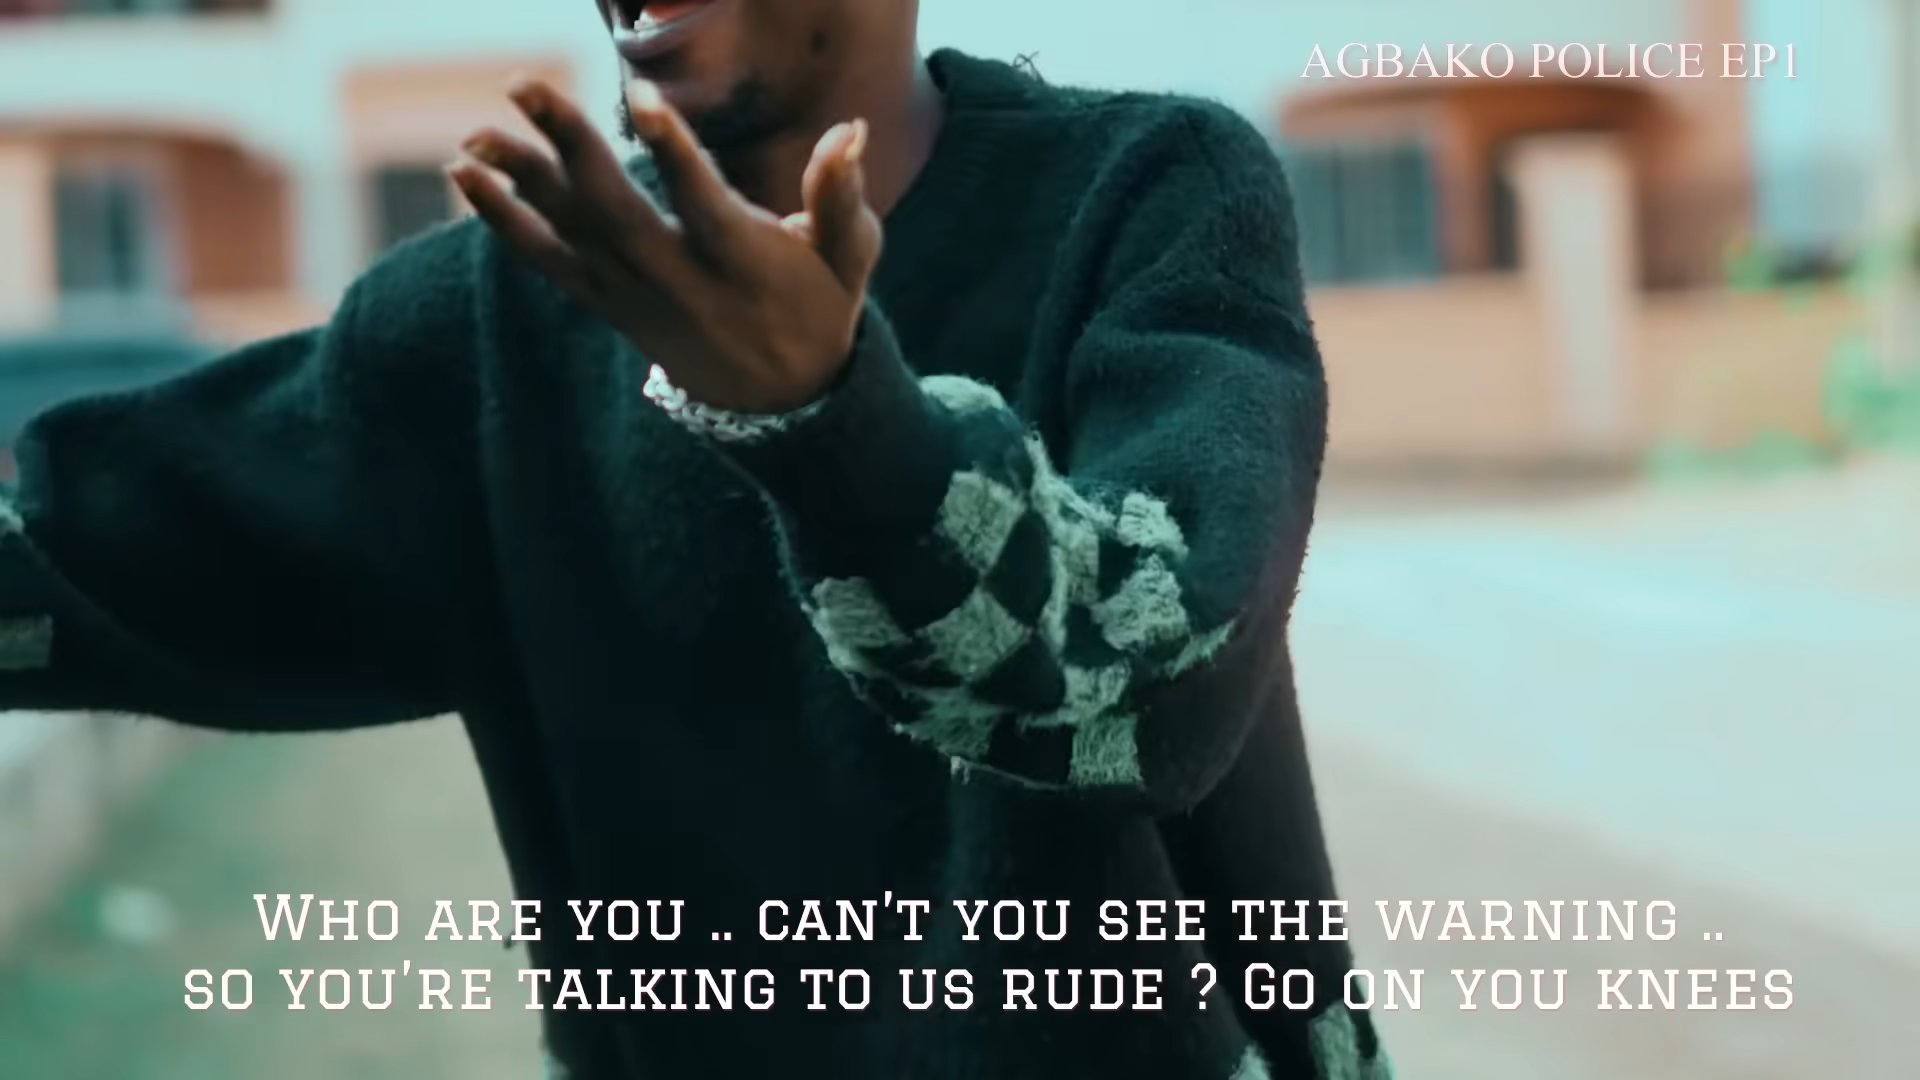 AGBAKO POLICE EP1
Who are you .. can't you see the warning ..
so you're talking to us rude ? Go on you knees